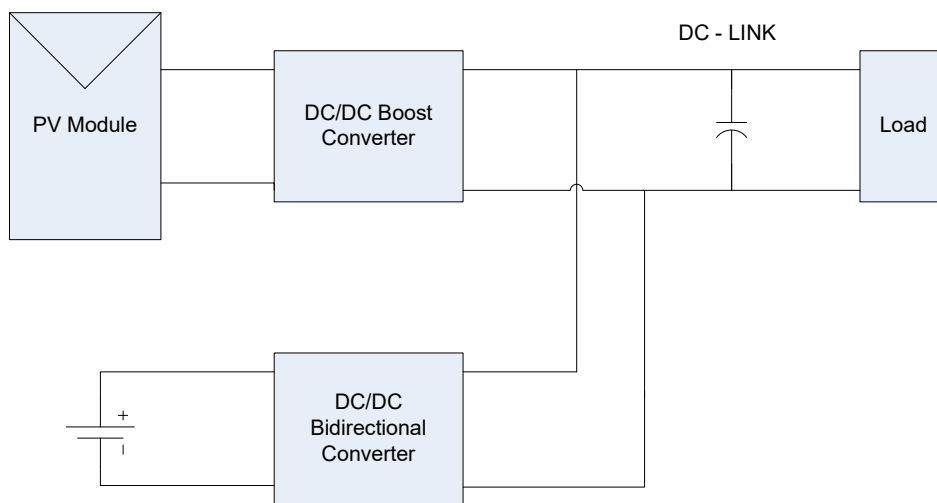 DC - LINK
PV Module
DC/DC Boost
Converter
Load
DC/DC
Bidirectional
Converter
+
–